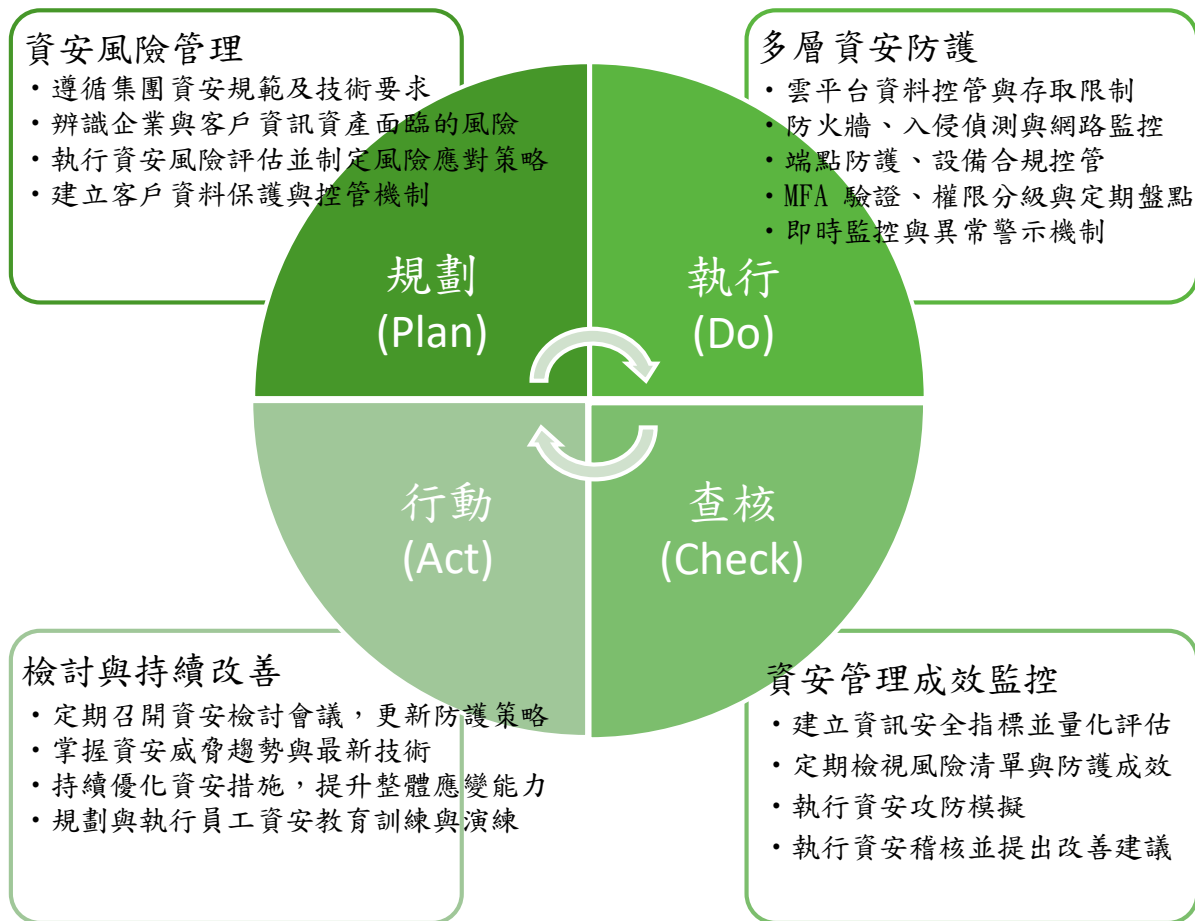 資安風險管理
・遵循集團資安規範及技術要求
・辨識企業與客戶資訊資產面臨的風險
・執行資安風險評估並制定風險應對策略
・建立客戶資料保護與控管機制
多層資安防護
・雲平台資料控管與存取限制
・防火牆、入侵偵測與網路監控
・端點防護、設備合規控管
・MFA 驗證、權限分級與定期盤點
・即時監控與異常警示機制
規劃
(Plan)
執行
(Do)
行動
(Act)
查核
(Check)
檢討與持續改善
・定期召開資安檢討會議，更新防護策略
・掌握資安威脅趨勢與最新技術
・持續優化資安措施，提升整體應變能力
・規劃與執行員工資安教育訓練與演練
資安管理成效監控
・建立資訊安全指標並量化評估
・定期檢視風險清單與防護成效
・執行資安攻防模擬
・執行資安稽核並提出改善建議